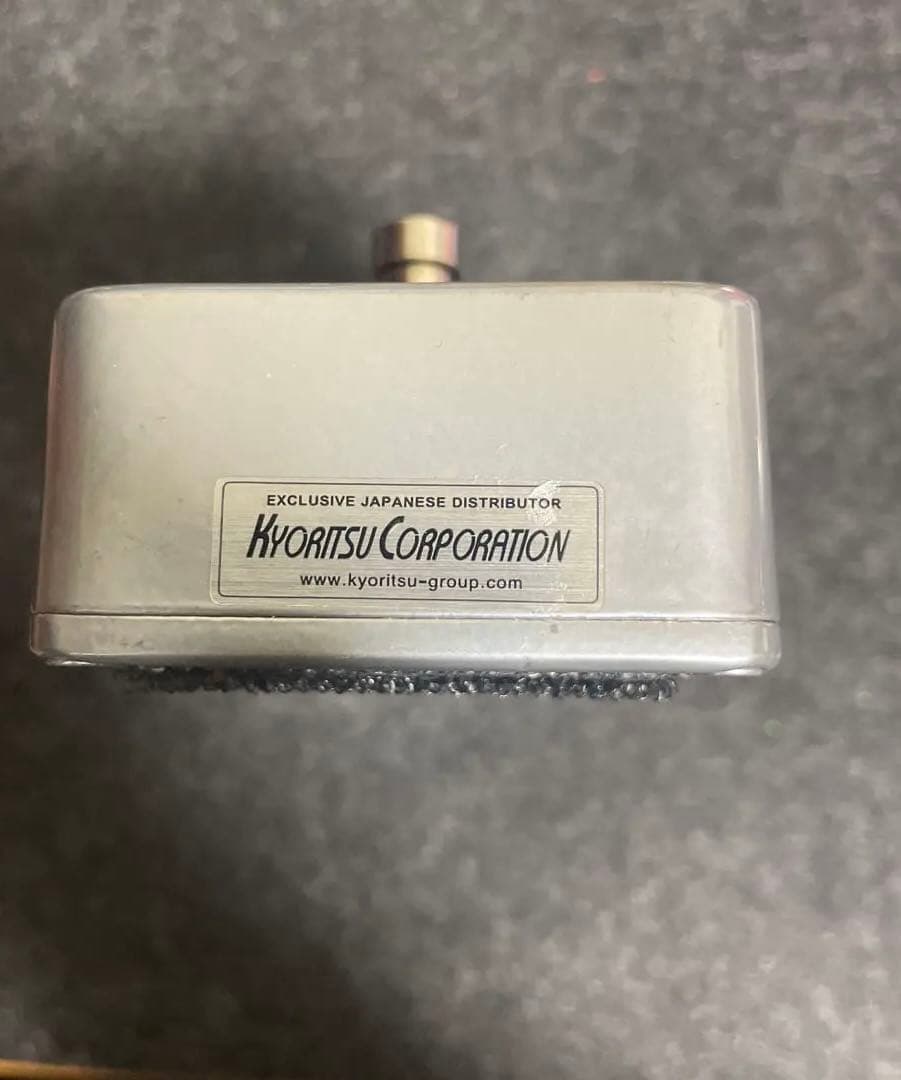 EXCLUSIVE JAPANESE DISTRIBUTOR
KYORITSU CORPORATION
www.kyoritsu-group.com